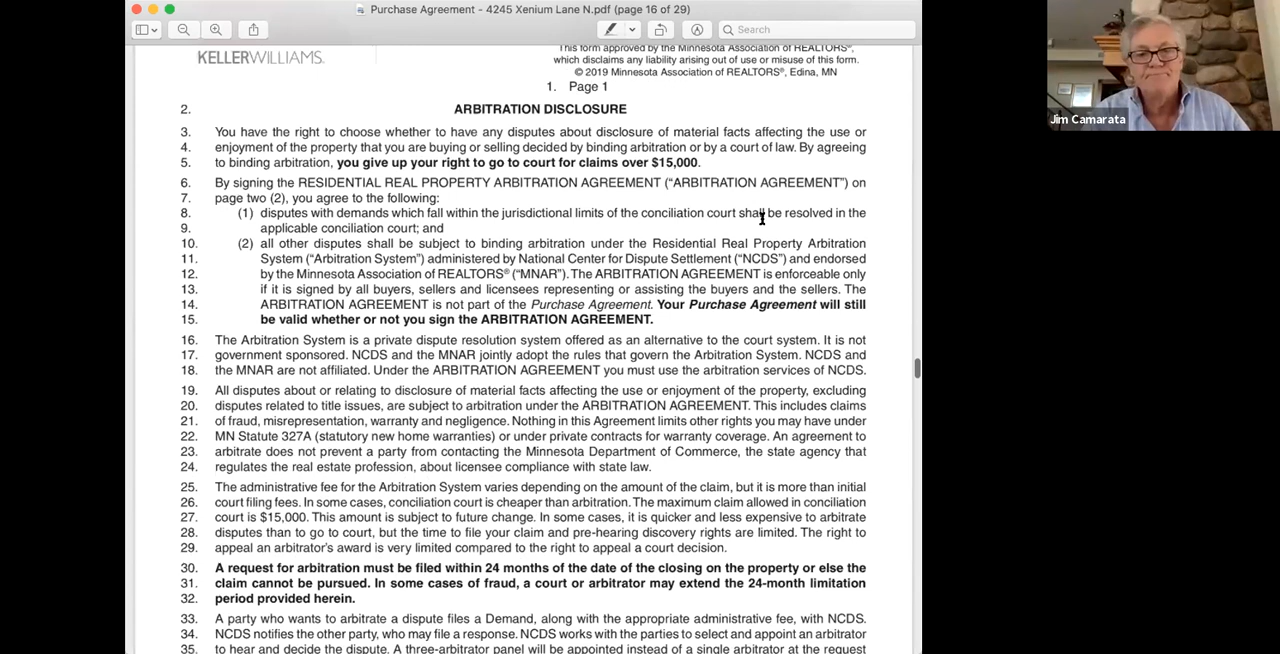 Purchase Agreement - 4245 Xenium Lane N.pdf (page 16 of 29)
Search
KELLERWILLIAMS.
This form approved by the Minnesota Association of REALTORS®,
which disclaims any liability arising out of use or misuse of this form.
© 2019 Minnesota Association of REALTORS®, Edina, MN
1. Page 1
2. ARBITRATION DISCLOSURE
3. You have the right to choose whether to have any disputes about disclosure of material facts affecting the use or
4. enjoyment of the property that you are buying or selling decided by binding arbitration or by a court of law. By agreeing
5. to binding arbitration, you give up your right to go to court for claims over $15,000.
6. By signing the RESIDENTIAL REAL PROPERTY ARBITRATION AGREEMENT (“ARBITRATION AGREEMENT”) on
7. page two (2), you agree to the following:
8. (1) disputes with demands which fall within the jurisdictional limits of the conciliation court shall be resolved in the
9. applicable conciliation court; and
10. (2) all other disputes shall be subject to binding arbitration under the Residential Real Property Arbitration
11. System (“Arbitration System”) administered by National Center for Dispute Settlement (“NCDS”) and endorsed
12. by the Minnesota Association of REALTORS® (“MNAR”). The ARBITRATION AGREEMENT is enforceable only
13. if it is signed by all buyers, sellers and licensees representing or assisting the buyers and the sellers. The
14. ARBITRATION AGREEMENT is not part of the Purchase Agreement. Your Purchase Agreement will still
15. be valid whether or not you sign the ARBITRATION AGREEMENT.
16. The Arbitration System is a private dispute resolution system offered as an alternative to the court system. It is not
17. government sponsored. NCDS and the MNAR jointly adopt the rules that govern the Arbitration System. NCDS and
18. the MNAR are not affiliated. Under the ARBITRATION AGREEMENT you must use the arbitration services of NCDS.
19. All disputes about or relating to disclosure of material facts affecting the use or enjoyment of the property, excluding
20. disputes related to title issues, are subject to arbitration under the ARBITRATION AGREEMENT. This includes claims
21. of fraud, misrepresentation, warranty and negligence. Nothing in this Agreement limits other rights you may have under
22. MN Statute 327A (statutory new home warranties) or under private contracts for warranty coverage. An agreement to
23. arbitrate does not prevent a party from contacting the Minnesota Department of Commerce, the state agency that
24. regulates the real estate profession, about licensee compliance with state law.
25. The administrative fee for the Arbitration System varies depending on the amount of the claim, but it is more than initial
26. court filing fees. In some cases, conciliation court is cheaper than arbitration. The maximum claim allowed in conciliation
27. court is $15,000. This amount is subject to future change. In some cases, it is quicker and less expensive to arbitrate
28. disputes than to go to court, but the time to file your claim and pre-hearing discovery rights are limited. The right to
29. appeal an arbitrator’s award is very limited compared to the right to appeal a court decision.
30. A request for arbitration must be filed within 24 months of the date of the closing on the property or else the
31. claim cannot be pursued. In some cases of fraud, a court or arbitrator may extend the 24-month limitation
32. period provided herein.
33. A party who wants to arbitrate a dispute files a Demand, along with the appropriate administrative fee, with NCDS.
34. NCDS notifies the other party, who may file a response. NCDS works with the parties to select and appoint an arbitrator
35. to hear and decide the dispute. A three-arbitrator panel will be appointed instead of a single arbitrator at the request
Jim Camarata